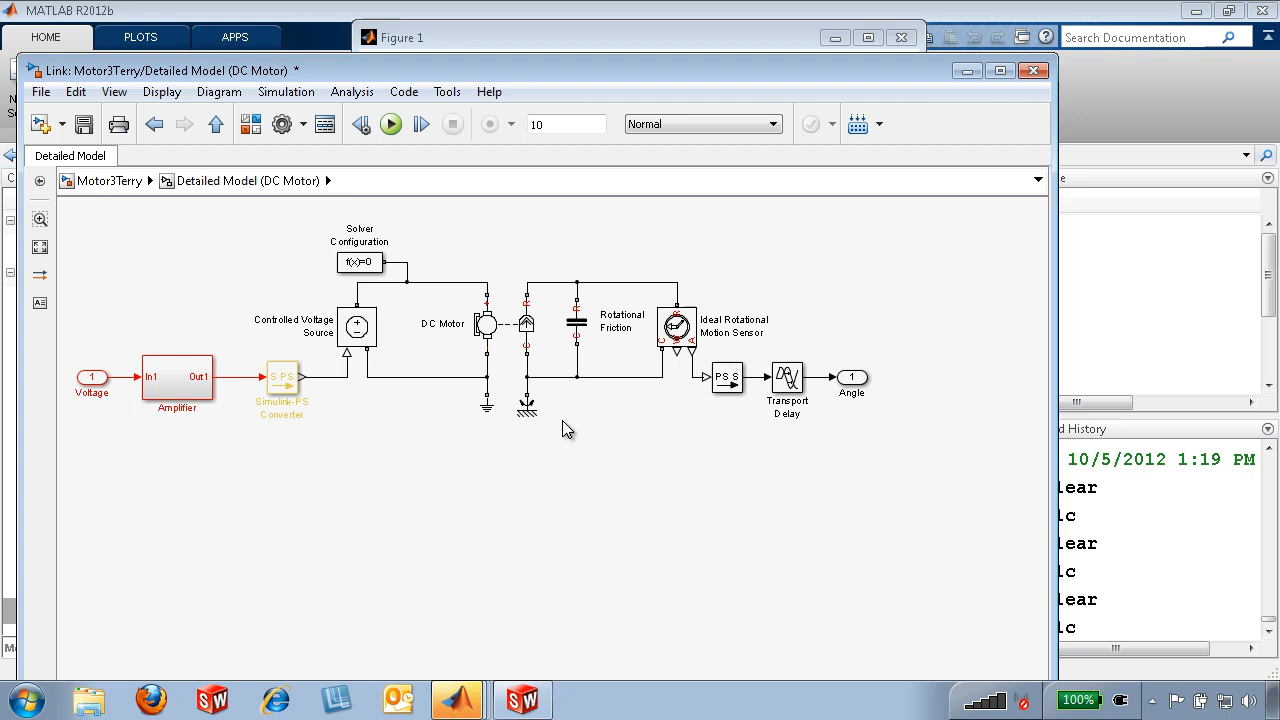 MATLAB R2012b
HOME
PLOTS
APPS
Figure 1
Search Documentation
Link: Motor3Terry/Detailed Model (DC Motor) *
File Edit View Display Diagram Simulation Analysis Code Tools Help
10
Normal
Detailed Model
Motor3Terry
Detailed Model (DC Motor)
Solver
Configuration
f(x)=0
Controlled Voltage
Source
DC Motor
Rotational
Friction
Ideal Rotational
Motion Sensor
1
Voltage
In1
Out1
Amplifier
S PS
Simulink-PS
Converter
R
C
R
C
R
C
W
A
PS S
Transport
Delay
1
Angle
d History
10/5/2012 1:19 PM
lear
lc
lear
lc
lear
lc
100%